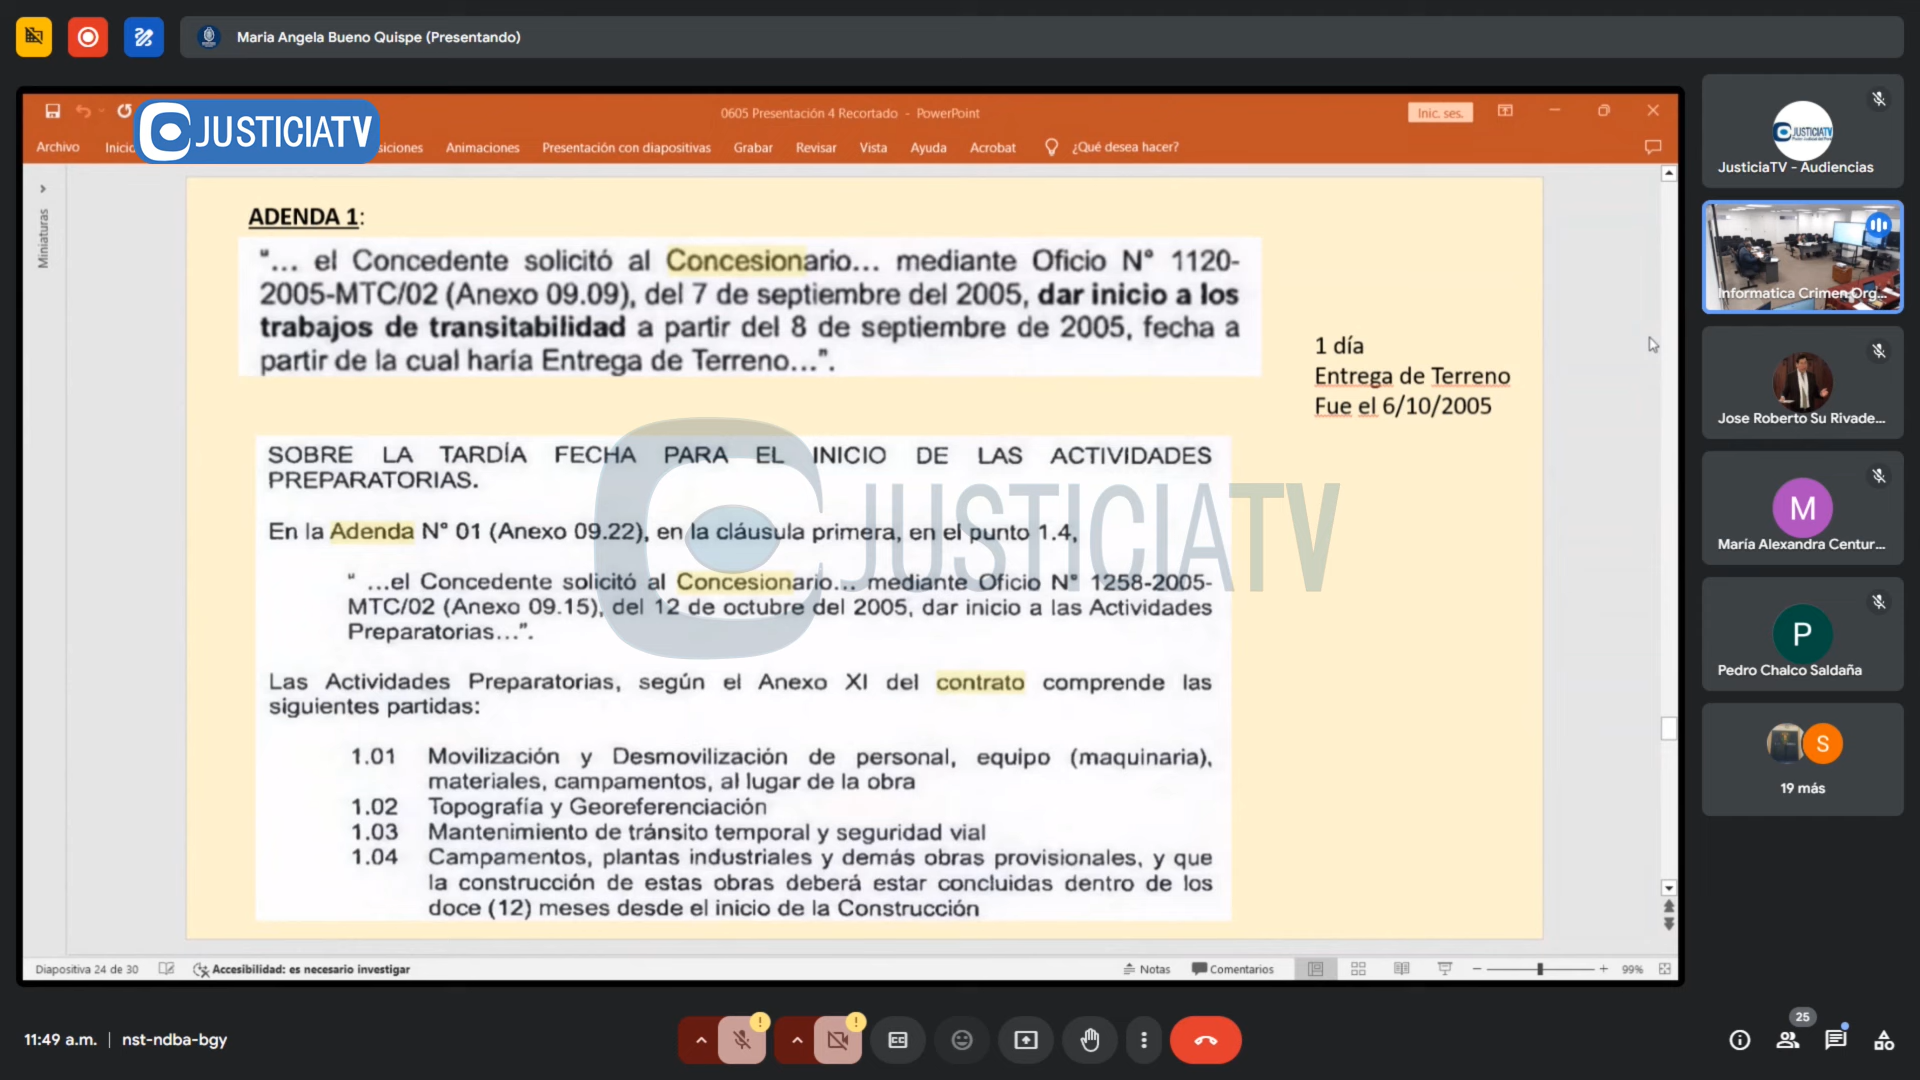 Maria Angela Bueno Quispe (Presentando)
JUSTICIATV
0605 Presentación 4 Recortado - PowerPoint
Inic. ses.
Archivo
Inicio
siciones
Animaciones
Presentación con diapositivas
Grabar
Revisar
Vista
Ayuda
Acrobat
¿Qué desea hacer?
Miniaturas
ADENDA 1:
"... el Concedente solicitó al Concesionario... mediante Oficio N° 1120-
2005-MTC/02 (Anexo 09.09), del 7 de septiembre del 2005, dar inicio a los
trabajos de transitabilidad a partir del 8 de septiembre de 2005, fecha a
partir de la cual haría Entrega de Terreno...".
1 día
Entrega de Terreno
Fue el 6/10/2005
SOBRE LA TARDÍA FECHA PARA EL INICIO DE LAS ACTIVIDADES
PREPARATORIAS.
En la Adenda N° 01 (Anexo 09.22), en la cláusula primera, en el punto 1.4,
" ...el Concedente solicitó al Concesionario... mediante Oficio N° 1258-2005-
MTC/02 (Anexo 09.15), del 12 de octubre del 2005, dar inicio a las Actividades
Preparatorias...".
Las Actividades Preparatorias, según el Anexo XI del contrato comprende las
siguientes partidas:
1.01 Movilización y Desmovilización de personal, equipo (maquinaria),
materiales, campamentos, al lugar de la obra
1.02 Topografía y Georeferenciación
1.03 Mantenimiento de tránsito temporal y seguridad vial
1.04 Campamentos, plantas industriales y demás obras provisionales, y que
la construcción de estas obras deberá estar concluidas dentro de los
doce (12) meses desde el inicio de la Construcción
JUSTICIATV
Diapositiva 24 de 30
Accesibilidad: es necesario investigar
Notas
Comentarios
99%
JUSTICIATV
JusticiaTV - Audiencias
Informatica Crimen Org...
Jose Roberto Su Rivade...
M
María Alexandra Centur...
P
Pedro Chalco Saldaña
S
19 más
11:49 a.m. | nst-ndba-bgy
25